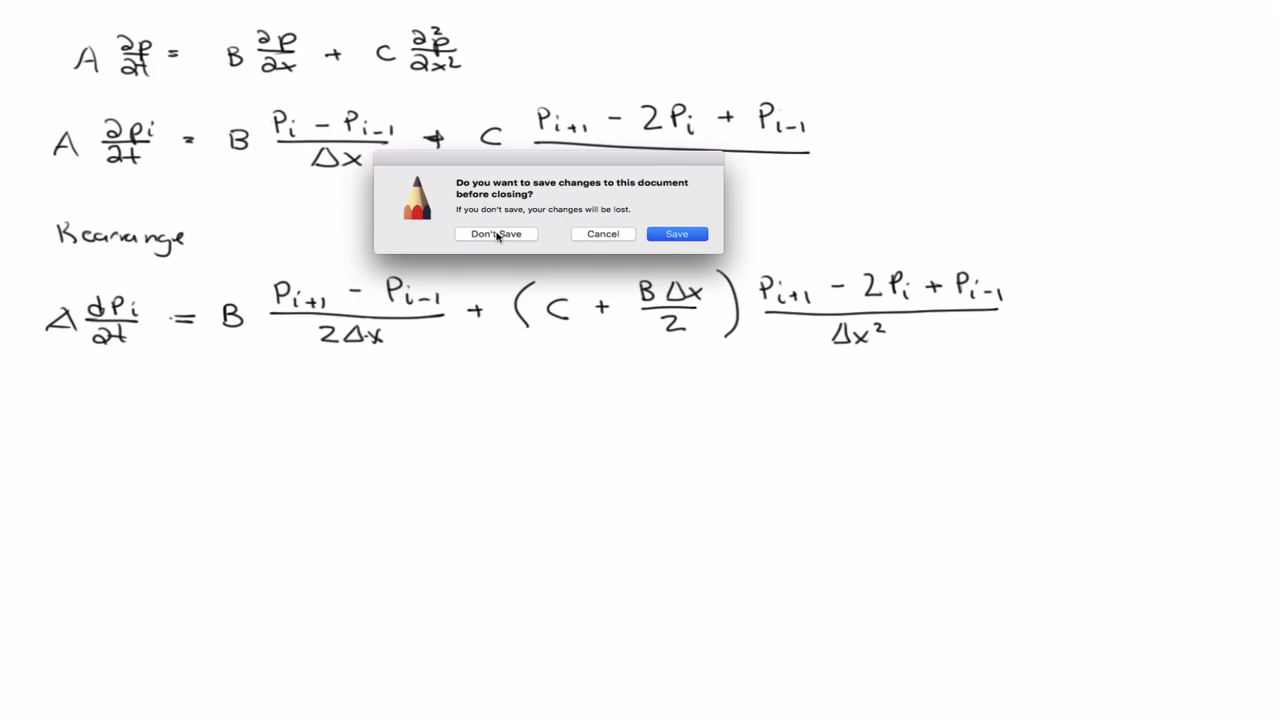 A ∂p/∂t = B ∂p/∂x + C ∂²p/∂x²
A ∂pi/∂t = B (Pi - Pi-1)/Δx + C (Pi+1 - 2Pi + Pi-1)/
Do you want to save changes to this document
before closing?
If you don't save, your changes will be lost.
Don't Save Cancel Save
Rearrange
A dPi/∂t = B (Pi+1 - Pi-1)/2Δx + (C + BΔx/2) (Pi+1 - 2Pi + Pi-1)/Δx²